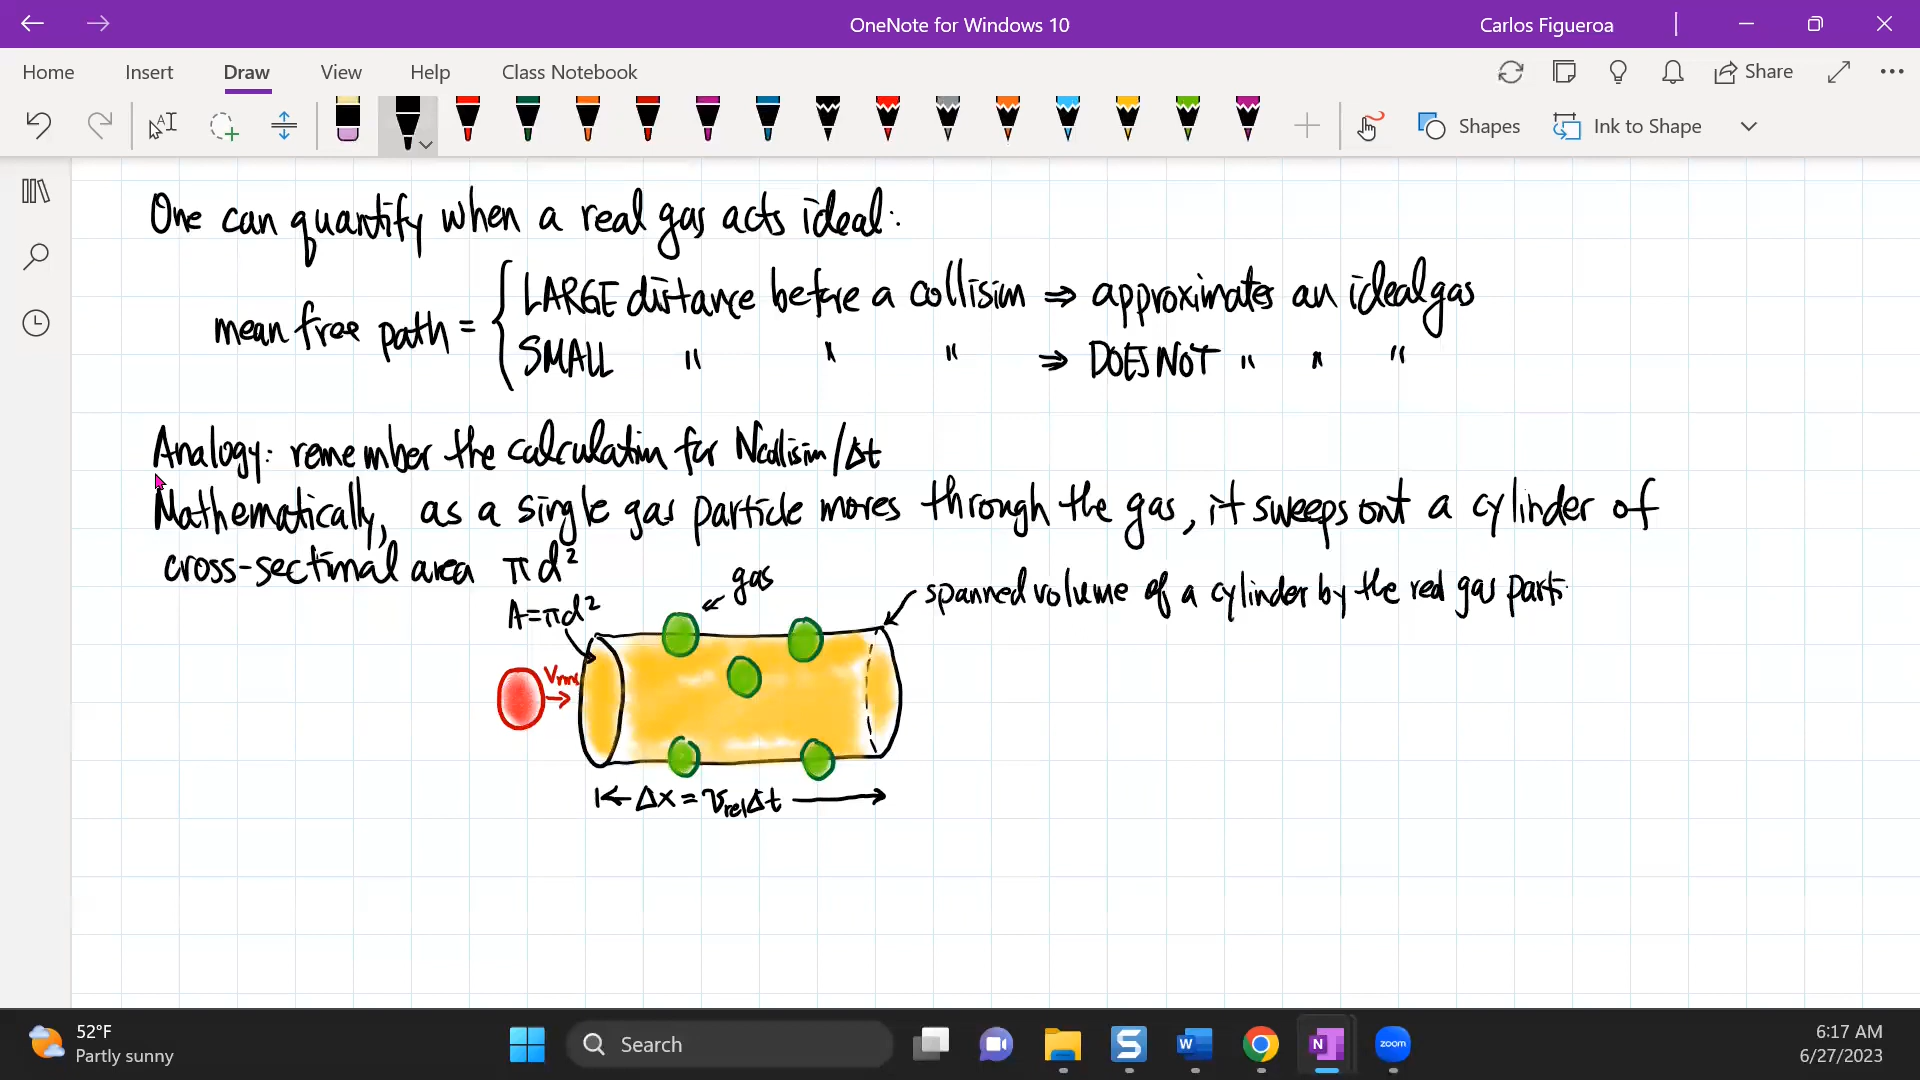 OneNote for Windows 10
Carlos Figueroa
Home Insert Draw View Help Class Notebook
Share
Shapes Ink to Shape
One can quantify when a real gas acts ideal:
mean free path = { LARGE distance before a collision ⇒ approximates an ideal gas
SMALL " " " ⇒ DOES NOT " " "
Analogy: remember the calculation for Ncollision/Δt
Mathematically, as a single gas particle moves through the gas, it sweeps out a cylinder of
cross-sectional area πd²
gas
spanned volume of a cylinder by the red gas parti
A=πd²
Vrms
Δx = vrelΔt
52°F
Partly sunny
Search
W
N
zoom
6:17 AM
6/27/2023